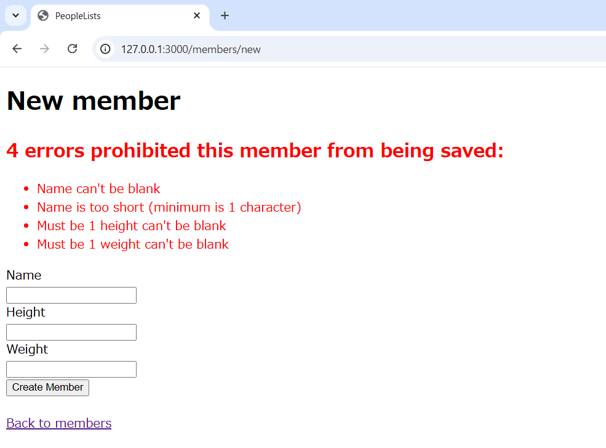 PeopleLists
127.0.0.1:3000/members/new
New member
4 errors prohibited this member from being saved:
Name can't be blank
Name is too short (minimum is 1 character)
Must be 1 height can't be blank
Must be 1 weight can't be blank
Name
Height
Weight
Create Member
Back to members